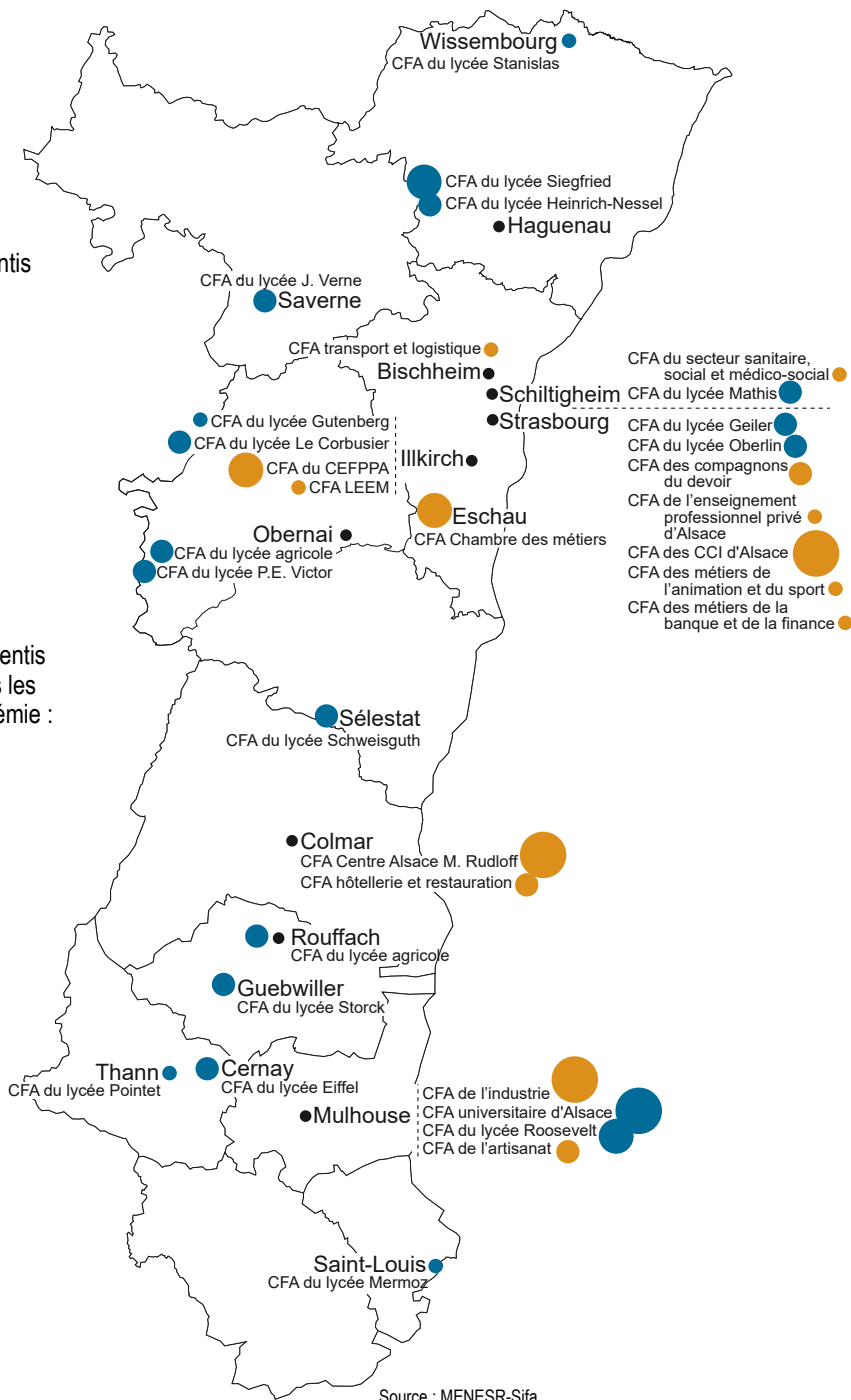 Wissembourg
CFA du lycée Stanislas
CFA du lycée Siegfried
CFA du lycée Heinrich-Nessel
Haguenau
ntis
CFA du lycée J. Verne
Saverne
CFA transport et logistique
Bischheim
Schiltigheim
Strasbourg
CFA du secteur sanitaire,
social et médico-social
CFA du lycée Mathis
CFA du lycée Geiler
CFA du lycée Oberlin
CFA des compagnons
du devoir
CFA de l’enseignement
professionnel privé
d’Alsace
CFA des CCI d'Alsace
CFA des métiers de
l’animation et du sport
CFA des métiers de la
banque et de la finance
CFA du lycée Gutenberg
CFA du lycée Le Corbusier
CFA du CEFPPA
CFA LEEM
Illkirch
Eschau
CFA Chambre des métiers
Obernai
CFA du lycée agricole
CFA du lycée P.E. Victor
entis
s les
émie :
Sélestat
CFA du lycée Schweisguth
Colmar
CFA Centre Alsace M. Rudloff
CFA hôtellerie et restauration
Rouffach
CFA du lycée agricole
Guebwiller
CFA du lycée Storck
Thann
CFA du lycée Pointet
Cernay
CFA du lycée Eiffel
Mulhouse
CFA de l’industrie
CFA universitaire d'Alsace
CFA du lycée Roosevelt
CFA de l’artisanat
Saint-Louis
CFA du lycée Mermoz
Source : MENESR-Sifa